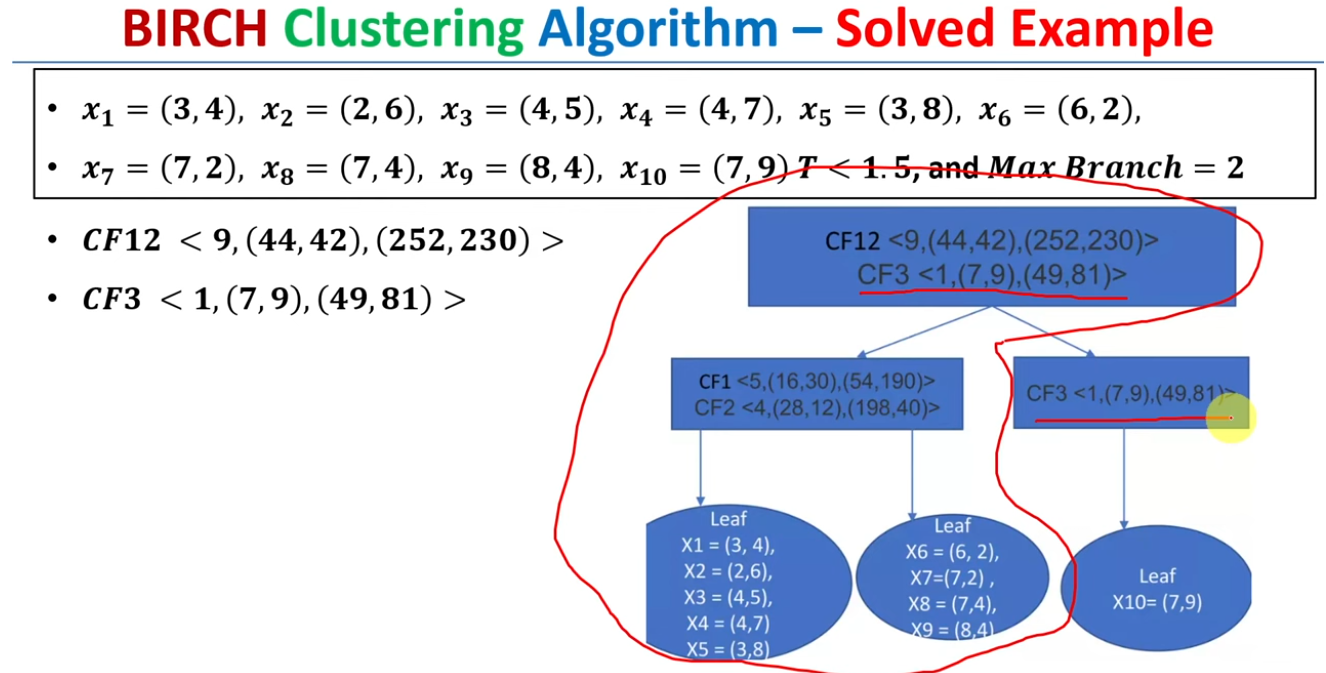 BIRCH Clustering Algorithm – Solved Example
• x₁ = (3, 4), x₂ = (2, 6), x₃ = (4, 5), x₄ = (4, 7), x₅ = (3, 8), x₆ = (6, 2),
• x₇ = (7, 2), x₈ = (7, 4), x₉ = (8, 4), x₁₀ = (7, 9) T < 1.5, and Max Branch = 2
• CF12 < 9, (44, 42), (252, 230) >
• CF3 < 1, (7, 9), (49, 81) >
CF12 <9,(44,42),(252,230)>
CF3 <1,(7,9),(49,81)>
CF1 <5,(16,30),(54,190)>
CF2 <4,(28,12),(198,40)>
CF3 <1,(7,9),(49,81)>
Leaf
X1 = (3, 4),
X2 = (2,6),
X3 = (4,5),
X4 = (4,7)
X5 = (3,8)
Leaf
X6 = (6, 2),
X7=(7,2) ,
X8 = (7,4),
X9 = (8,4)
Leaf
X10= (7,9)